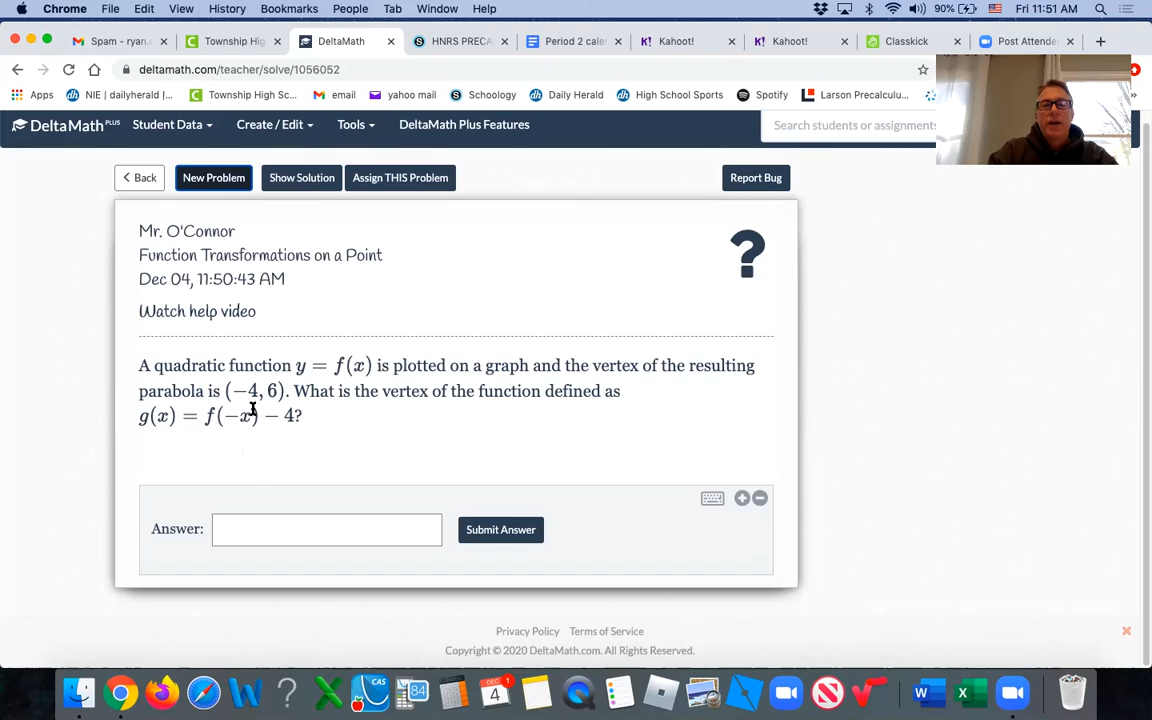 Chrome File Edit View History Bookmarks People Tab Window Help 90% Fri 11:51 AM
Spam - ryan.c Township Hig DeltaMath HNRS PRECA Period 2 caler Kahoot! Kahoot! Classkick Post Attende
deltamath.com/teacher/solve/1056052
Apps NIE | dailyherald Township High Sc... email yahoo mail Schoology Daily Herald High School Sports Spotify Larson Precalculu...
DeltaMath PLUS Student Data Create / Edit Tools DeltaMath Plus Features Search students or assignments
Back New Problem Show Solution Assign THIS Problem Report Bug
Mr. O'Connor
Function Transformations on a Point
Dec 04, 11:50:43 AM
?
Watch help video
A quadratic function y = f(x) is plotted on a graph and the vertex of the resulting
parabola is (−4, 6). What is the vertex of the function defined as
g(x) = f(−x) − 4?
Answer: Submit Answer
Privacy Policy Terms of Service
Copyright © 2020 DeltaMath.com. All Rights Reserved.